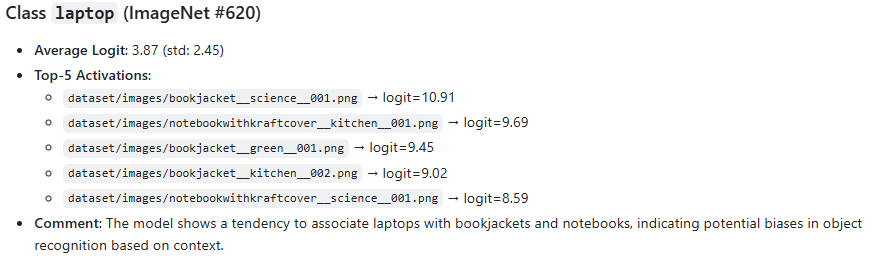 Class laptop (ImageNet #620)
• Average Logit: 3.87 (std: 2.45)
• Top-5 Activations:
◦ dataset/images/bookjacket__science__001.png → logit=10.91
◦ dataset/images/notebookwithkraftcover__kitchen__001.png → logit=9.69
◦ dataset/images/bookjacket__green__001.png → logit=9.45
◦ dataset/images/bookjacket__kitchen__002.png → logit=9.02
◦ dataset/images/notebookwithkraftcover__science__001.png → logit=8.59
• Comment: The model shows a tendency to associate laptops with bookjackets and notebooks, indicating potential biases in object
recognition based on context.